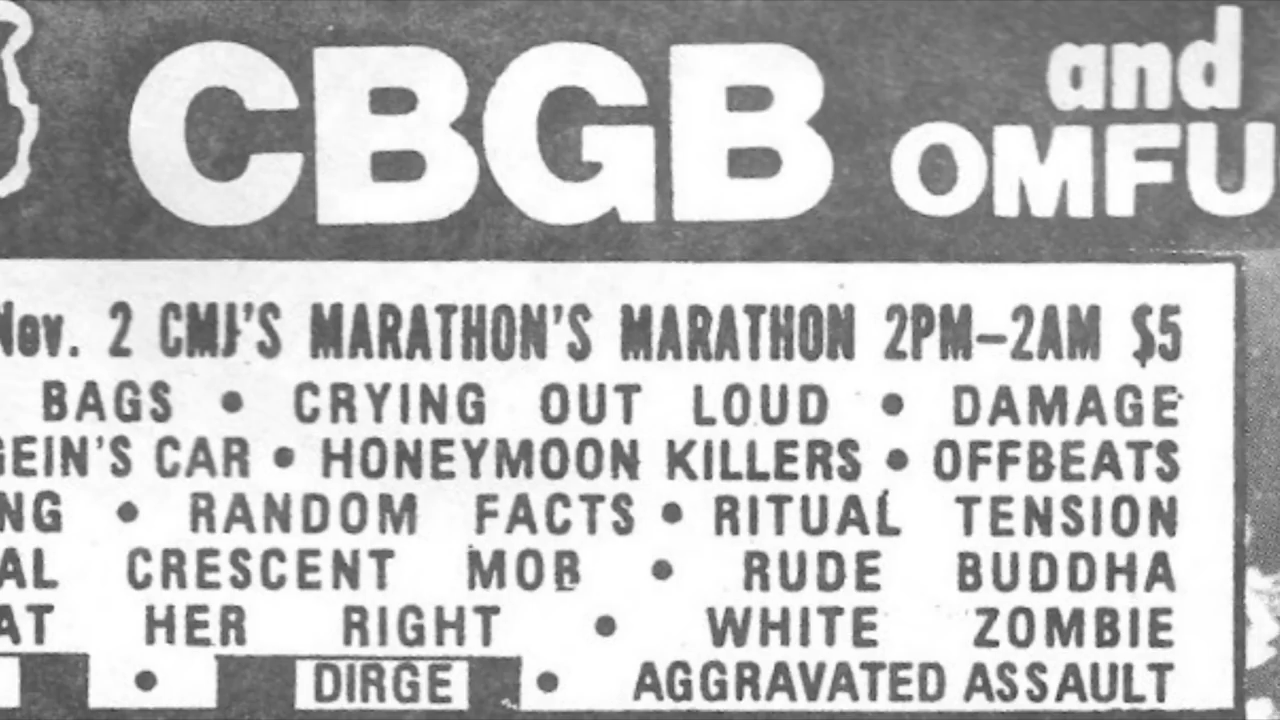 CBGB and
OMFU
Nov. 2 CMJ'S MARATHON'S MARATHON 2PM-2AM $5
BAGS • CRYING OUT LOUD • DAMAGE
GEIN'S CAR • HONEYMOON KILLERS • OFFBEATS
NG • RANDOM FACTS • RITUAL TENSION
AL CRESCENT MOB • RUDE BUDDHA
AT HER RIGHT • WHITE ZOMBIE
• DIRGE • AGGRAVATED ASSAULT